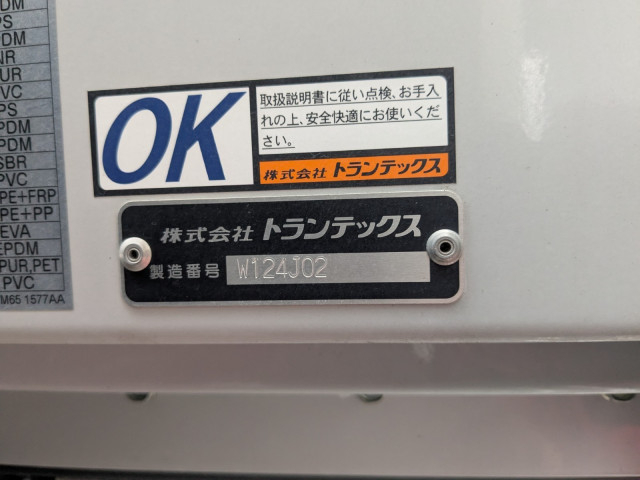 PDM
PS
PDM
NR
PUR
PVC
PS
PDM
PDM
SBR
PVC
PE+FRP
PE+PP
EVA
EPDM
PUR,PET
PVC
M65 1577AA
OK
取扱説明書に従い点検、お手入
れの上、安全快適にお使いくだ
さい。
株式会社 トランテックス
株式会社 トランテックス
製造番号 W124J02